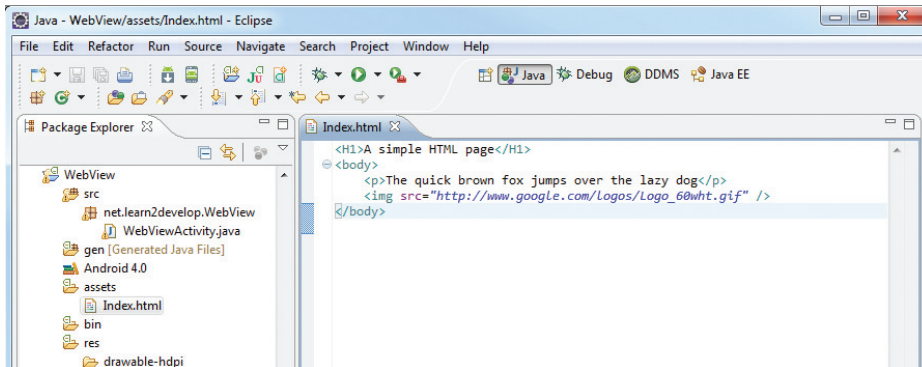 Java - WebView/assets/Index.html - Eclipse
File Edit Refactor Run Source Navigate Search Project Window Help
Java Debug DDMS Java EE
Package Explorer
Index.html
WebView
src
net.learn2develop.WebView
WebViewActivity.java
gen [Generated Java Files]
Android 4.0
assets
Index.html
bin
res
drawable-hdpi
<H1>A simple HTML page</H1>
<body>
<p>The quick brown fox jumps over the lazy dog</p>
<img src="http://www.google.com/logos/Logo_60wht.gif" />
</body>